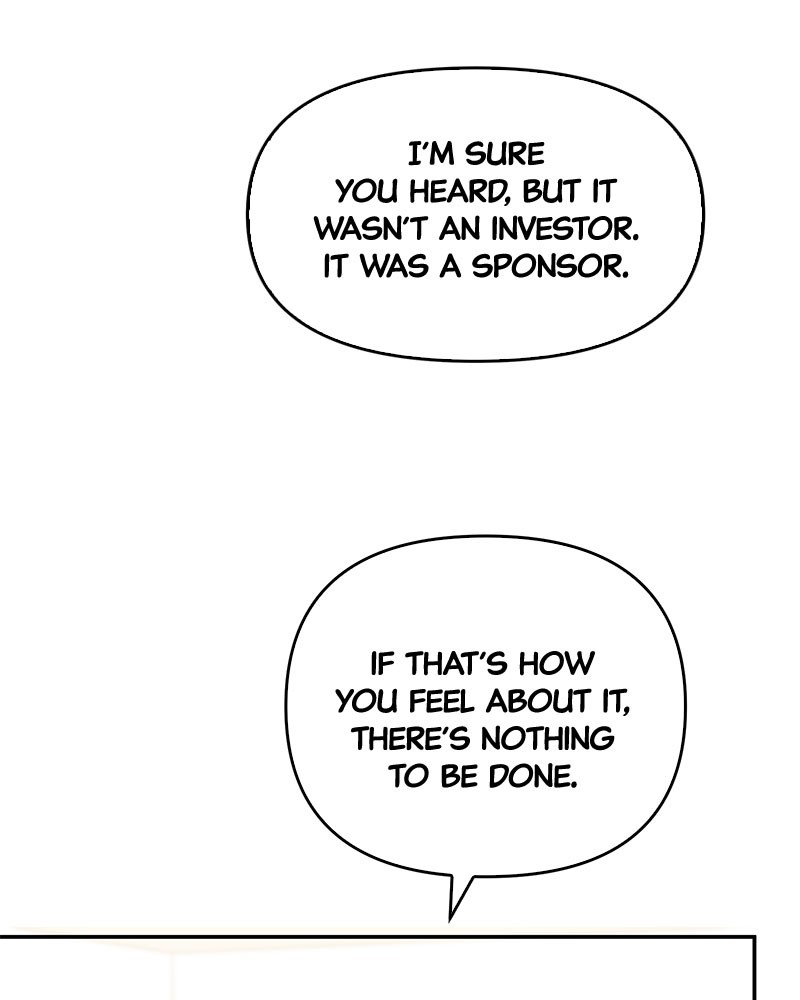 I'M SURE
YOU HEARD, BUT IT
WASN'T AN INVESTOR.
IT WAS A SPONSOR.
IF THAT'S HOW
YOU FEEL ABOUT IT,
THERE'S NOTHING
TO BE DONE.